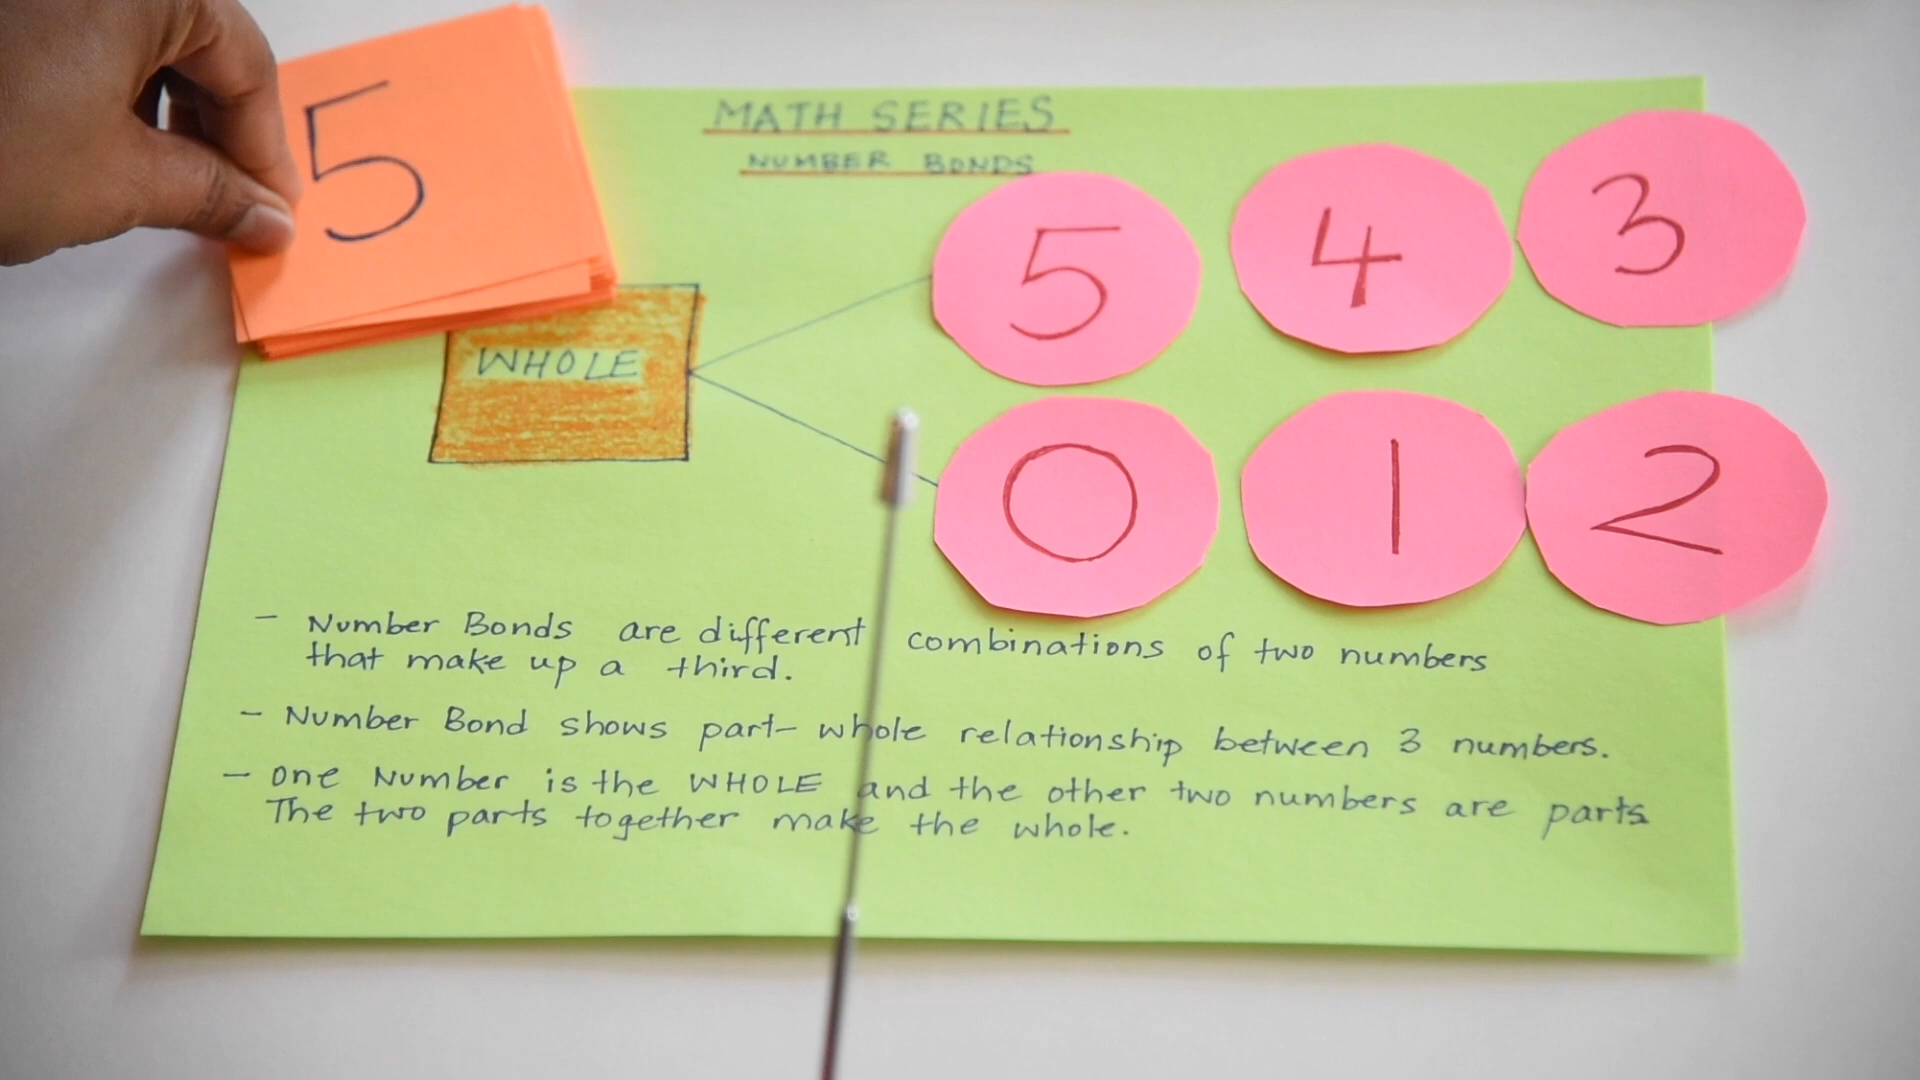 5
MATH SERIES
NUMBER BONDS
5 4 3
WHOLE
0 1 2
- Number Bonds are different combinations of two numbers
that make up a third.
- Number Bond shows part-whole relationship between 3 numbers.
- One Number is the WHOLE and the other two numbers are parts
The two parts together make the whole.